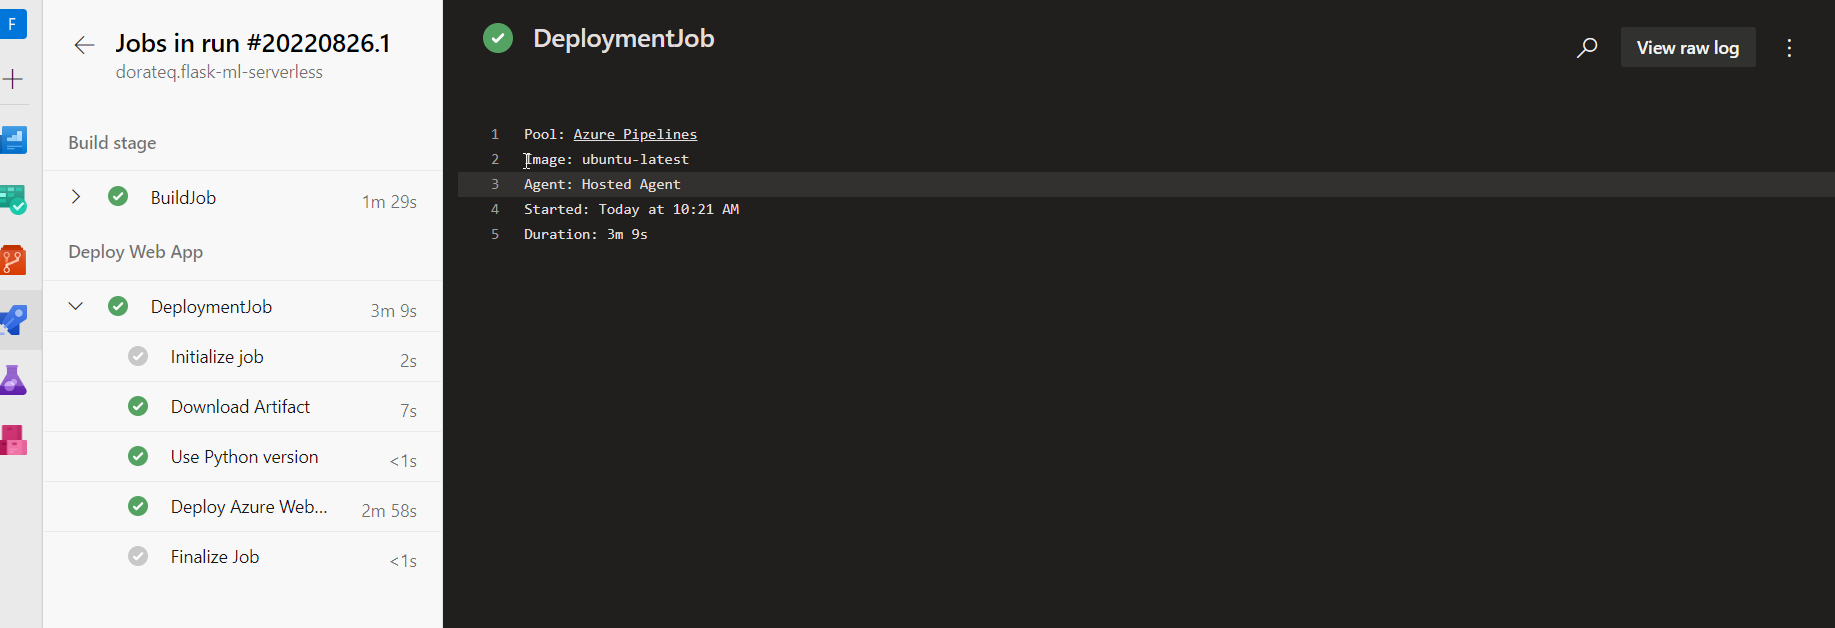 F
Jobs in run #20220826.1
dorateq.flask-ml-serverless
Build stage
BuildJob 1m 29s
Deploy Web App
DeploymentJob 3m 9s
Initialize job 2s
Download Artifact 7s
Use Python version <1s
Deploy Azure Web... 2m 58s
Finalize Job <1s
DeploymentJob
View raw log
1 Pool: Azure Pipelines
2 Image: ubuntu-latest
3 Agent: Hosted Agent
4 Started: Today at 10:21 AM
5 Duration: 3m 9s